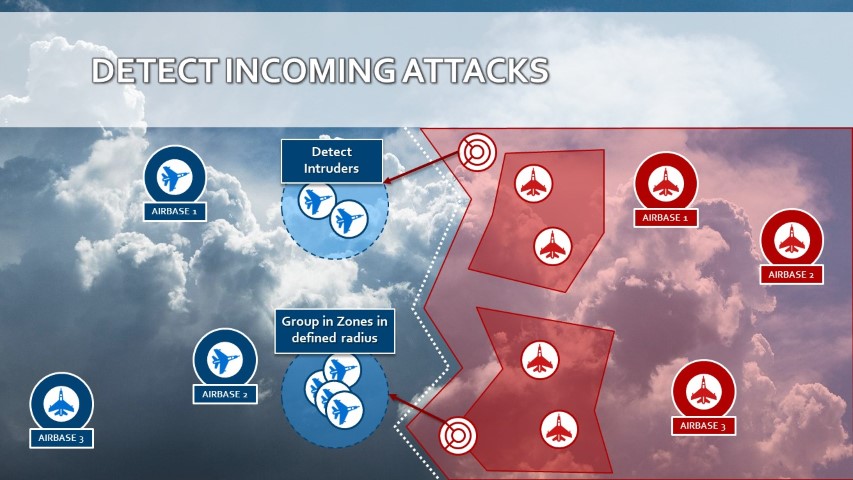 DETECT INCOMING ATTACKS
Detect
Intruders
AIRBASE 1
AIRBASE 1
AIRBASE 2
Group in Zones in
defined radius
AIRBASE 2
AIRBASE 3
AIRBASE 3